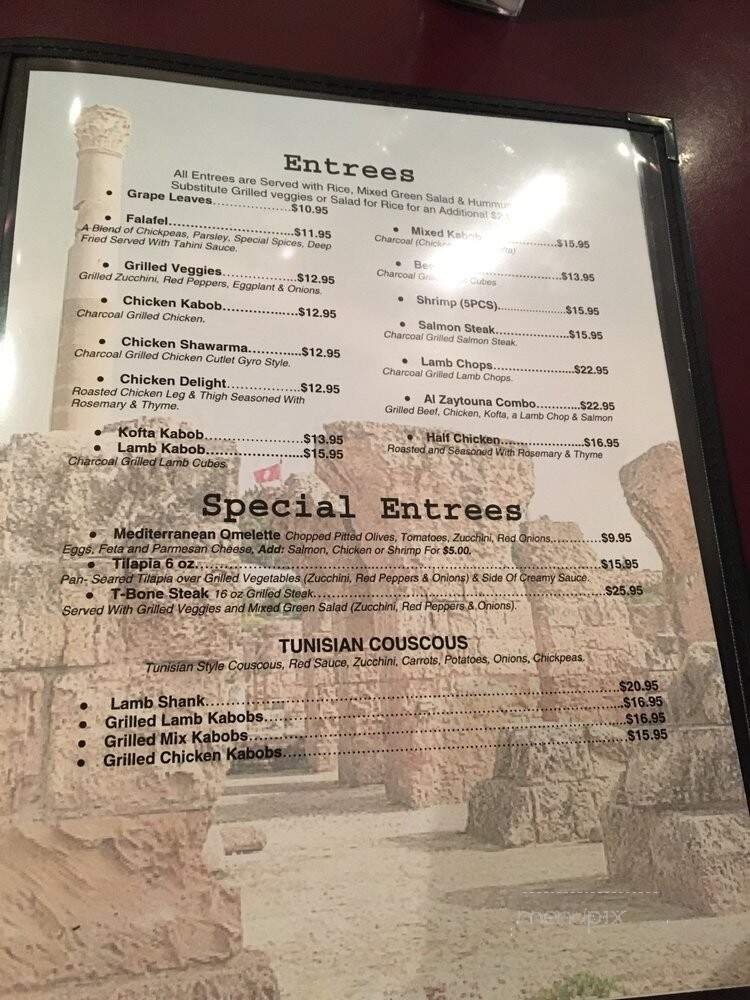 Entrees
All Entrees are Served with Rice, Mixed Green Salad &
Substitute Grilled veggies or Salad for Rice for an Additional
• Grape Leaves....................$10.95
• Falafel..............................$11.95
A Blend of Chickpeas, Parsley, Special Spices, Deep
Fried Served With Tahini Sauce.
• Grilled Veggies....................$12.95
Grilled Zucchini, Red Peppers, Eggplant & Onions.
• Chicken Kabob....................$12.95
Charcoal Grilled Chicken.
• Chicken Shawarma.............$12.95
Charcoal Grilled Chicken Cutlet Gyro Style.
• Chicken Delight..................$12.95
Roasted Chicken Leg & Thigh Seasoned With
Rosemary & Thyme.
• Kofta Kabob........................$13.95
• Lamb Kabob........................$15.95
Charcoal Grilled Lamb Cubes.
• Mixed ..............$15.95
Charcoal
• ..............$13.95
Charcoal Cubes
• Shrimp (5PCS)..................$15.95
• Salmon Steak...................$15.95
Charcoal Grilled Salmon Steak.
• Lamb Chops......................$22.95
Charcoal Grilled Lamb Chops.
• Al Zaytouna Combo............$22.95
Grilled Beef, Chicken, Kofta, a Lamb Chop & Salmon
• Half Chicken......................$16.95
Roasted and Seasoned With Rosemary & Thyme
Special Entrees
• Mediterranean Omelette Chopped Pitted Olives, Tomatoes, Zucchini, Red Onions,............$9.95
Eggs, Feta and Parmesan Cheese, Add: Salmon, Chicken or Shrimp For $5.00.
• Tilapia 6 oz.......................................................$15.95
Pan- Seared Tilapia over Grilled Vegetables (Zucchini, Red Peppers & Onions) & Side Of Creamy Sauce.
• T-Bone Steak 16 oz Grilled Steak........................................$25.95
Served With Grilled Veggies and Mixed Green Salad (Zucchini, Red Peppers & Onions).
TUNISIAN COUSCOUS
Tunisian Style Couscous, Red Sauce, Zucchini, Carrots, Potatoes, Onions, Chickpeas.
• Lamb Shank..............................................$20.95
• Grilled Lamb Kabobs..............................................$16.95
• Grilled Mix Kabobs..............................................$16.95
• Grilled Chicken Kabobs..............................................$15.95
menupix